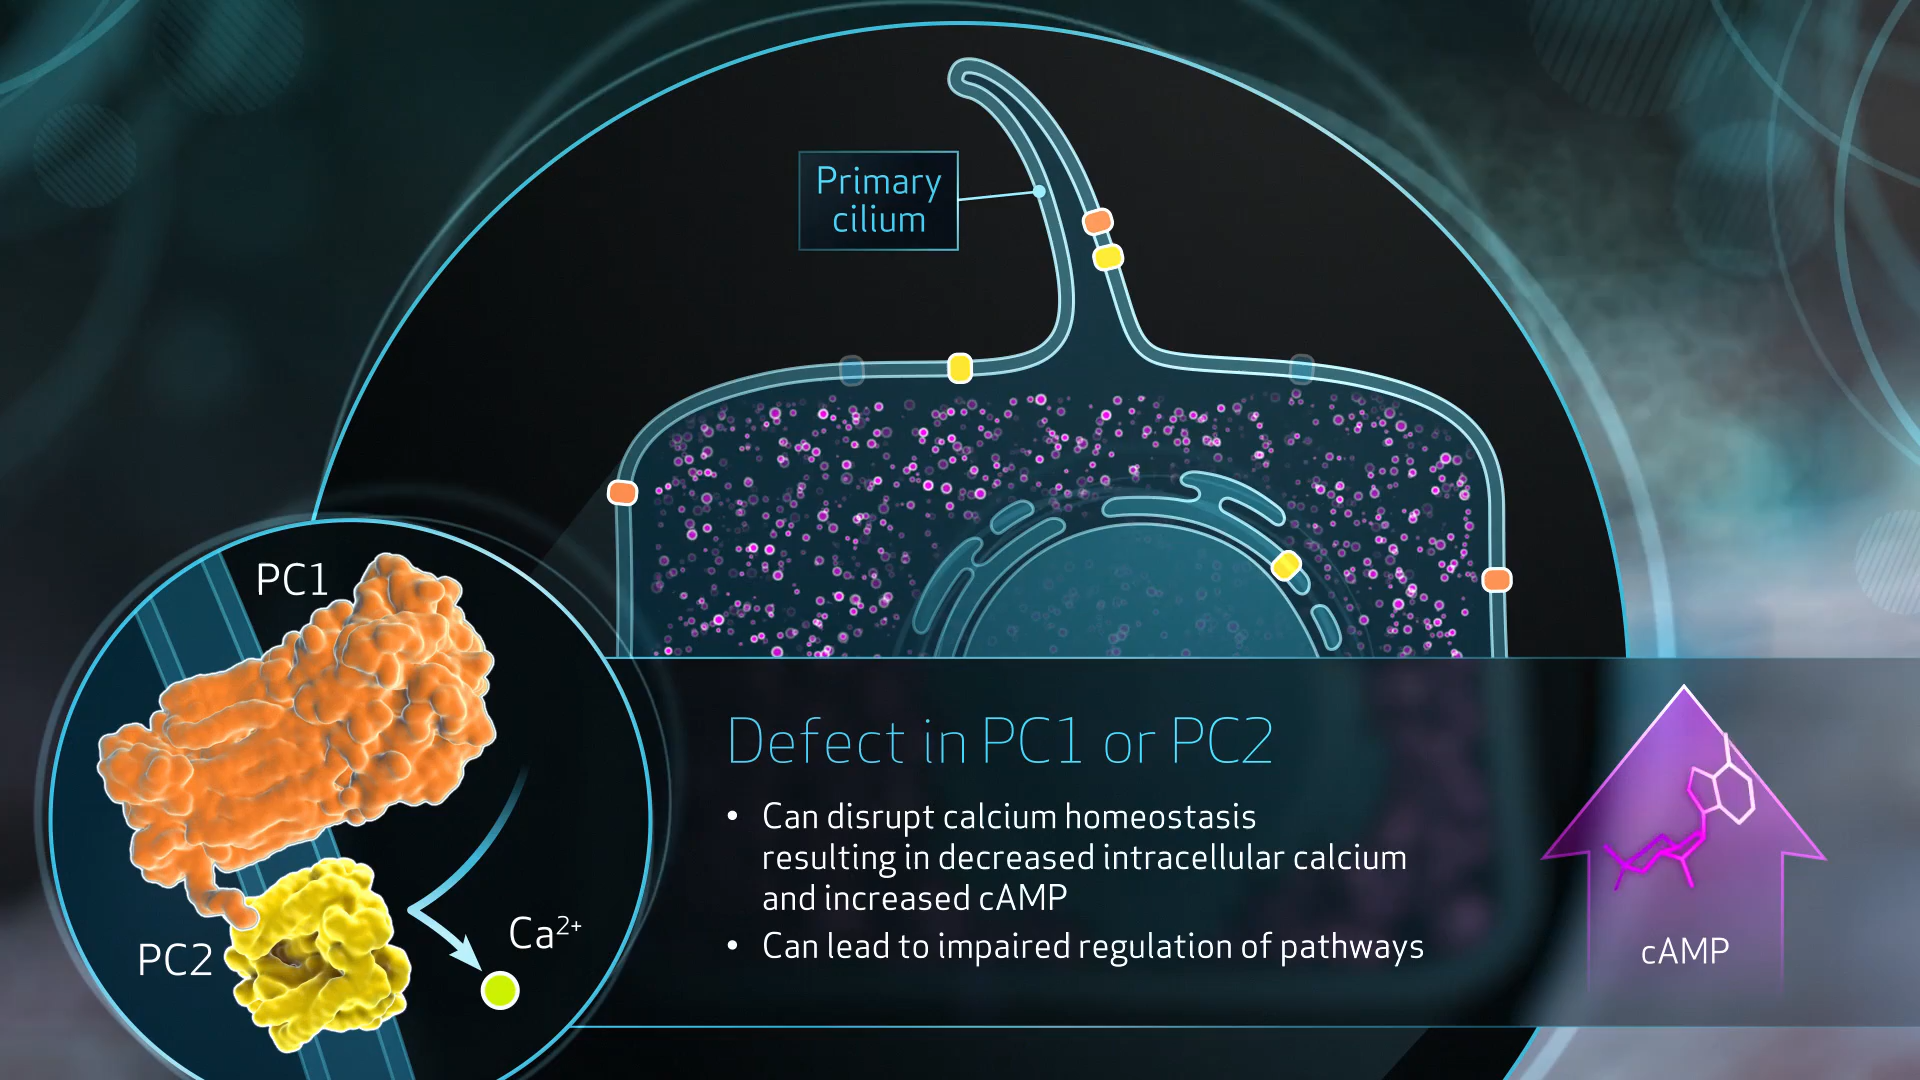 Primary
cilium
PC1
PC2
Ca²⁺
Defect in PC1 or PC2
• Can disrupt calcium homeostasis
resulting in decreased intracellular calcium
and increased cAMP
• Can lead to impaired regulation of pathways
cAMP